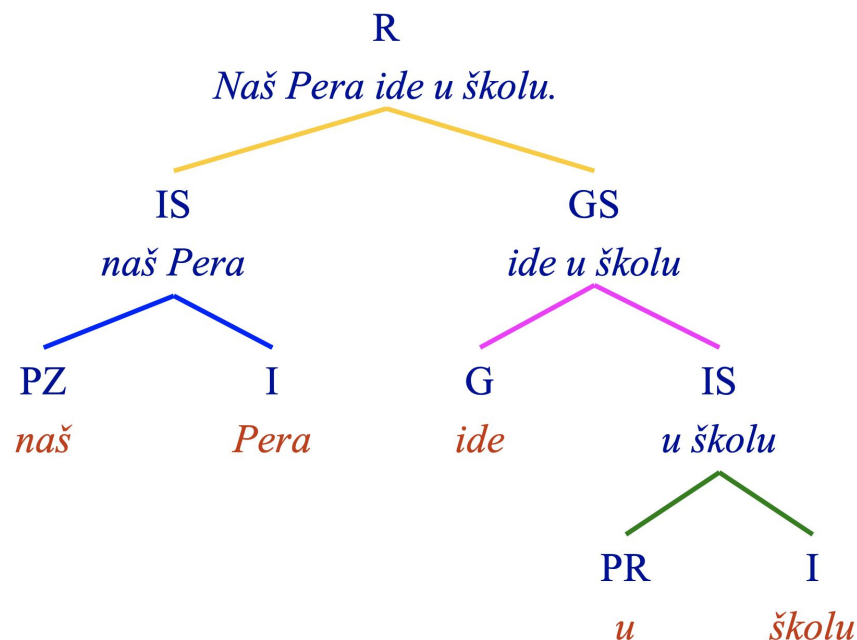 R
Naš Pera ide u školu.
IS GS
naš Pera ide u školu
PZ I G IS
naš Pera ide u školu
PR I
u školu